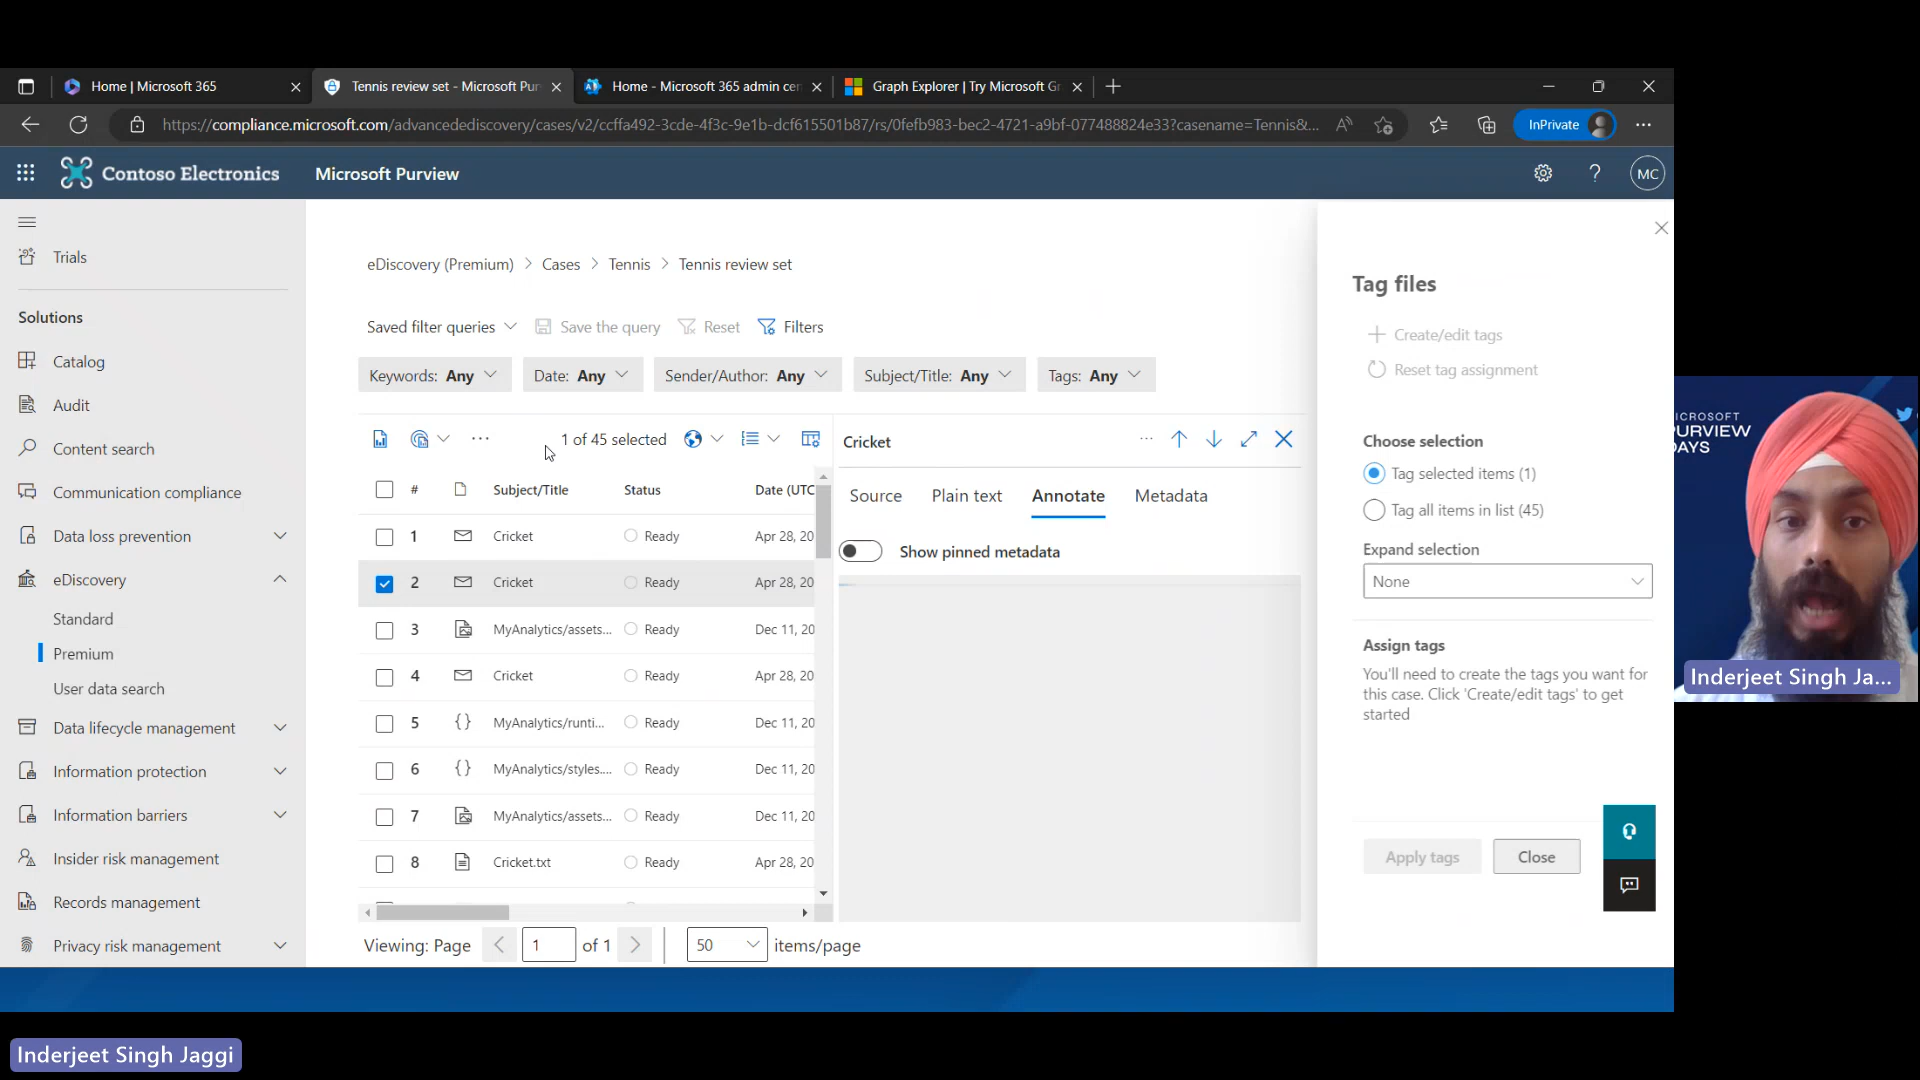 Home | Microsoft 365
Tennis review set - Microsoft Pur
Home - Microsoft 365 admin cen
Graph Explorer | Try Microsoft Gr
https://compliance.microsoft.com/advancedediscovery/cases/v2/ccffa492-3cde-4f3c-9e1b-dcf615501b87/rs/0fefb983-bec2-4721-a9bf-077488824e33?casename=Tennis&...
InPrivate
Contoso Electronics
Microsoft Purview
MC
Trials
Solutions
Catalog
Audit
Content search
Communication compliance
Data loss prevention
eDiscovery
Standard
Premium
User data search
Data lifecycle management
Information protection
Information barriers
Insider risk management
Records management
Privacy risk management
eDiscovery (Premium) > Cases > Tennis > Tennis review set
Saved filter queries
Save the query
Reset
Filters
Keywords: Any
Date: Any
Sender/Author: Any
Subject/Title: Any
Tags: Any
1 of 45 selected
# Subject/Title Status Date (UTC
1 Cricket Ready Apr 28, 20
2 Cricket Ready Apr 28, 20
3 MyAnalytics/assets... Ready Dec 11, 20
4 Cricket Ready Apr 28, 20
5 MyAnalytics/runti... Ready Dec 11, 20
6 MyAnalytics/styles.... Ready Dec 11, 20
7 MyAnalytics/assets... Ready Dec 11, 20
8 Cricket.txt Ready Apr 28, 20
Viewing: Page 1 of 1 50 items/page
Cricket
Source Plain text Annotate Metadata
Show pinned metadata
Tag files
Create/edit tags
Reset tag assignment
Choose selection
Tag selected items (1)
Tag all items in list (45)
Expand selection
None
Assign tags
You'll need to create the tags you want for
this case. Click 'Create/edit tags' to get
started
Apply tags
Close
MICROSOFT
PURVIEW
DAYS
Inderjeet Singh Ja...
Inderjeet Singh Jaggi